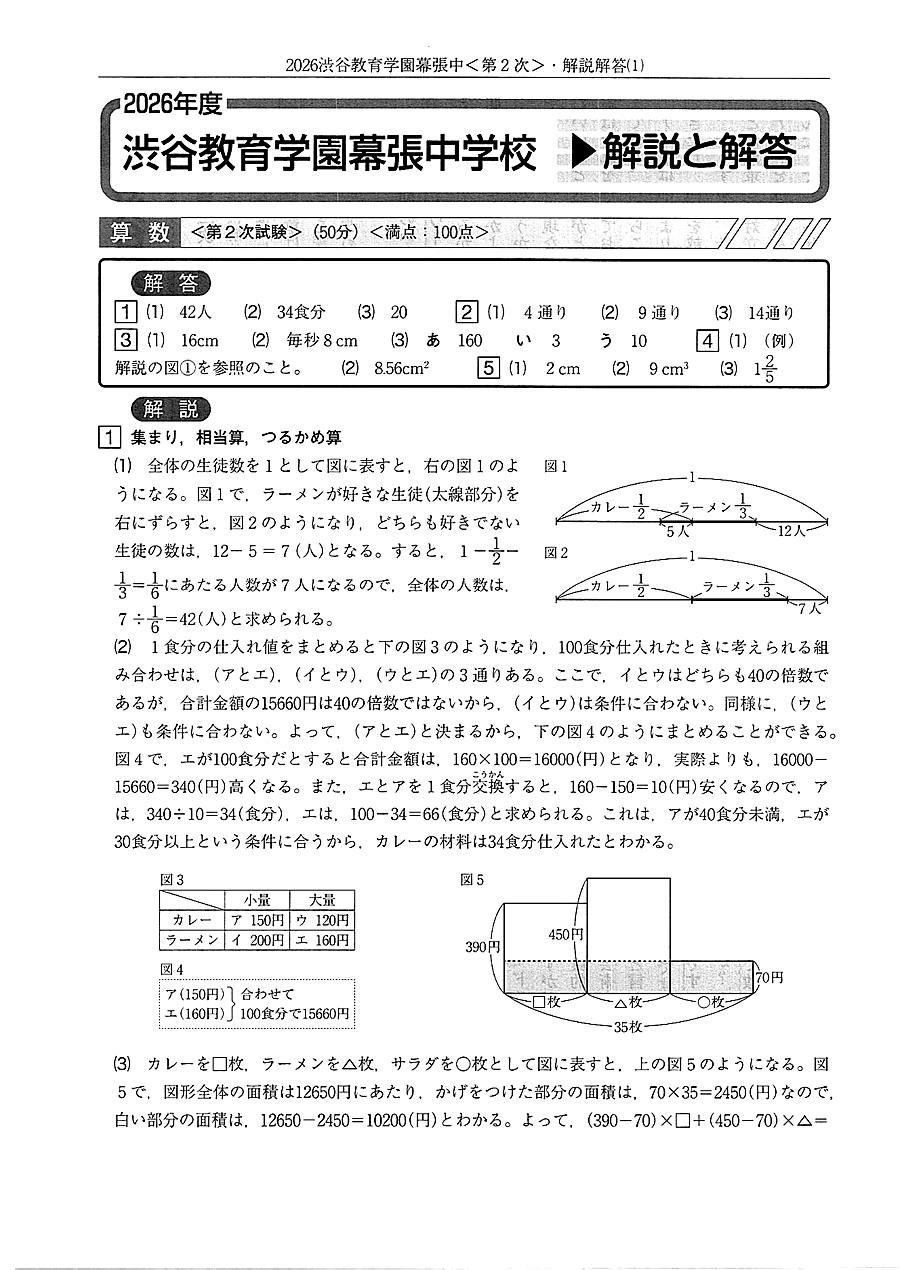 2026渋谷教育学園幕張中<第2次>・解説解答(1)
2026年度
渋谷教育学園幕張中学校 ▶解説と解答
算数 <第2次試験>(50分)<満点:100点>
解答
1 (1) 42人 (2) 34食分 (3) 20 2 (1) 4通り (2) 9通り (3) 14通り
3 (1) 16cm (2) 毎秒8cm (3) あ 160 い 3 う 10 4 (1) (例)
解説の図①を参照のこと。 (2) 8.56cm² 5 (1) 2cm (2) 9cm³ (3) 1 2/5
解説
1 集まり,相当算,つるかめ算
(1) 全体の生徒数を1として図に表すと,右の図1のよ
うになる。図1で,ラーメンが好きな生徒(太線部分)を
右にずらすと,図2のようになり,どちらも好きでない
生徒の数は,12-5=7(人)となる。すると,1-1/2-
1/3=1/6にあたる人数が7人になるので,全体の人数は,
7÷1/6=42(人)と求められる。
図1
1
カレー1/2 ラーメン1/3
5人 12人
図2
1
カレー1/2 ラーメン1/3
7人
(2) 1食分の仕入れ値をまとめると下の図3のようになり,100食分仕入れたときに考えられる組
み合わせは,(アとエ),(イとウ),(ウとエ)の3通りある。ここで,イとウはどちらも40の倍数で
あるが,合計金額の15660円は40の倍数ではないから,(イとウ)は条件に合わない。同様に,(ウと
エ)も条件に合わない。よって,(アとエ)と決まるから,下の図4のようにまとめることができる。
図4で,エが100食分だとすると合計金額は,160×100=16000(円)となり,実際よりも,16000-
15660=340(円)高くなる。また,エとアを1食分交換すると,160-150=10(円)安くなるので,ア
こうかん
は,340÷10=34(食分),エは,100-34=66(食分)と求められる。これは,アが40食分未満,エが
30食分以上という条件に合うから,カレーの材料は34食分仕入れたとわかる。
図3
小量 大量
カレー ア 150円 ウ 120円
ラーメン イ 200円 エ 160円
図4
ア(150円) 合わせて
エ(160円) 100食分で15660円
図5
390円
450円
70円
□枚 △枚 ○枚
35枚
(3) カレーを□枚,ラーメンを△枚,サラダを○枚として図に表すと,上の図5のようになる。図
5で,図形全体の面積は12650円にあたり,かげをつけた部分の面積は,70×35=2450(円)なので,
白い部分の面積は,12650-2450=10200(円)とわかる。よって,(390-70)×□+(450-70)×△=